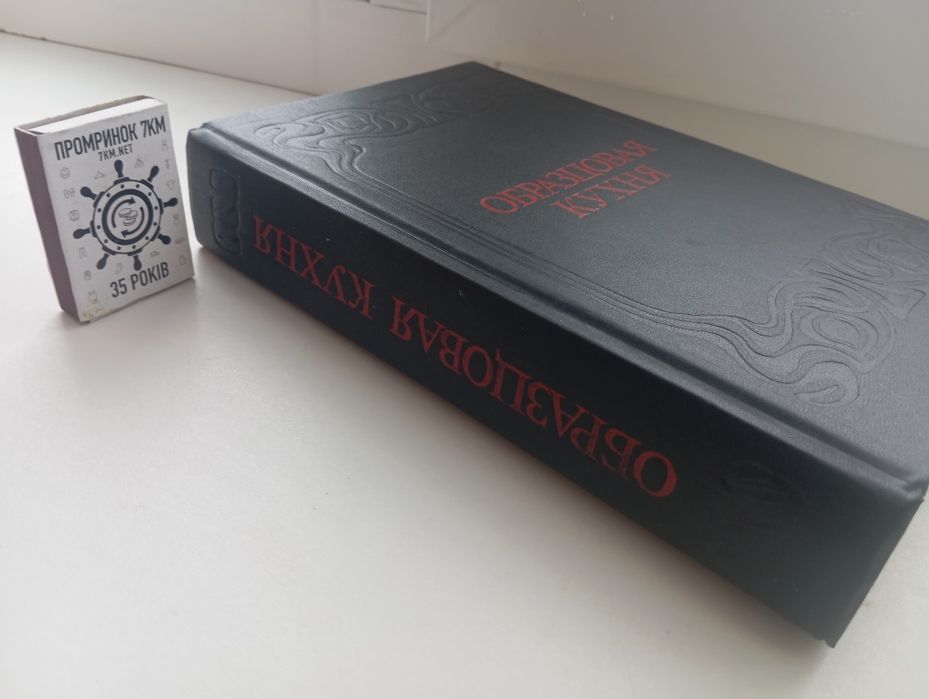 ПРОМРИНОК 7КМ
7KM.NET
35 РОКІВ
ОБРАЗЦОВАЯ
КУХНЯ
ОБРАЗЦОВАЯ КУХНЯ